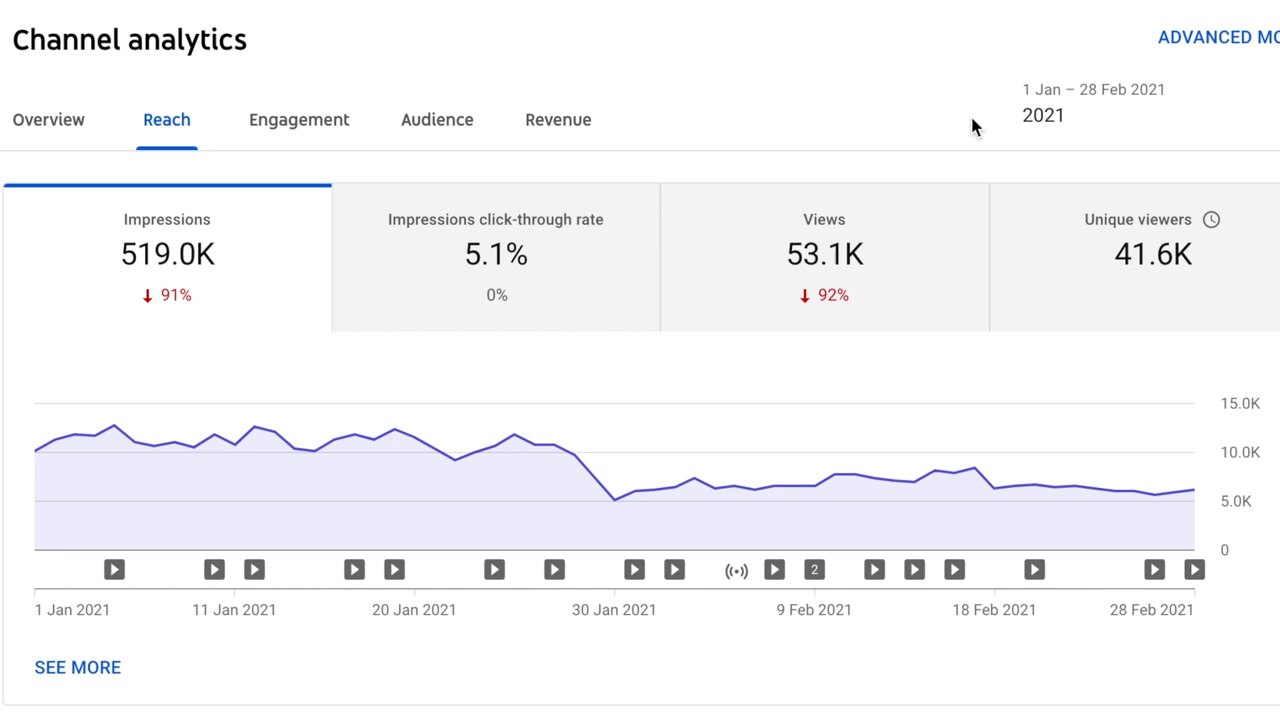 Channel analytics
ADVANCED MO
1 Jan – 28 Feb 2021
2021
Overview Reach Engagement Audience Revenue
Impressions Impressions click-through rate Views Unique viewers
519.0K 5.1% 53.1K 41.6K
91% 0% 92%
15.0K
10.0K
5.0K
0
2
1 Jan 2021 11 Jan 2021 20 Jan 2021 30 Jan 2021 9 Feb 2021 18 Feb 2021 28 Feb 2021
SEE MORE